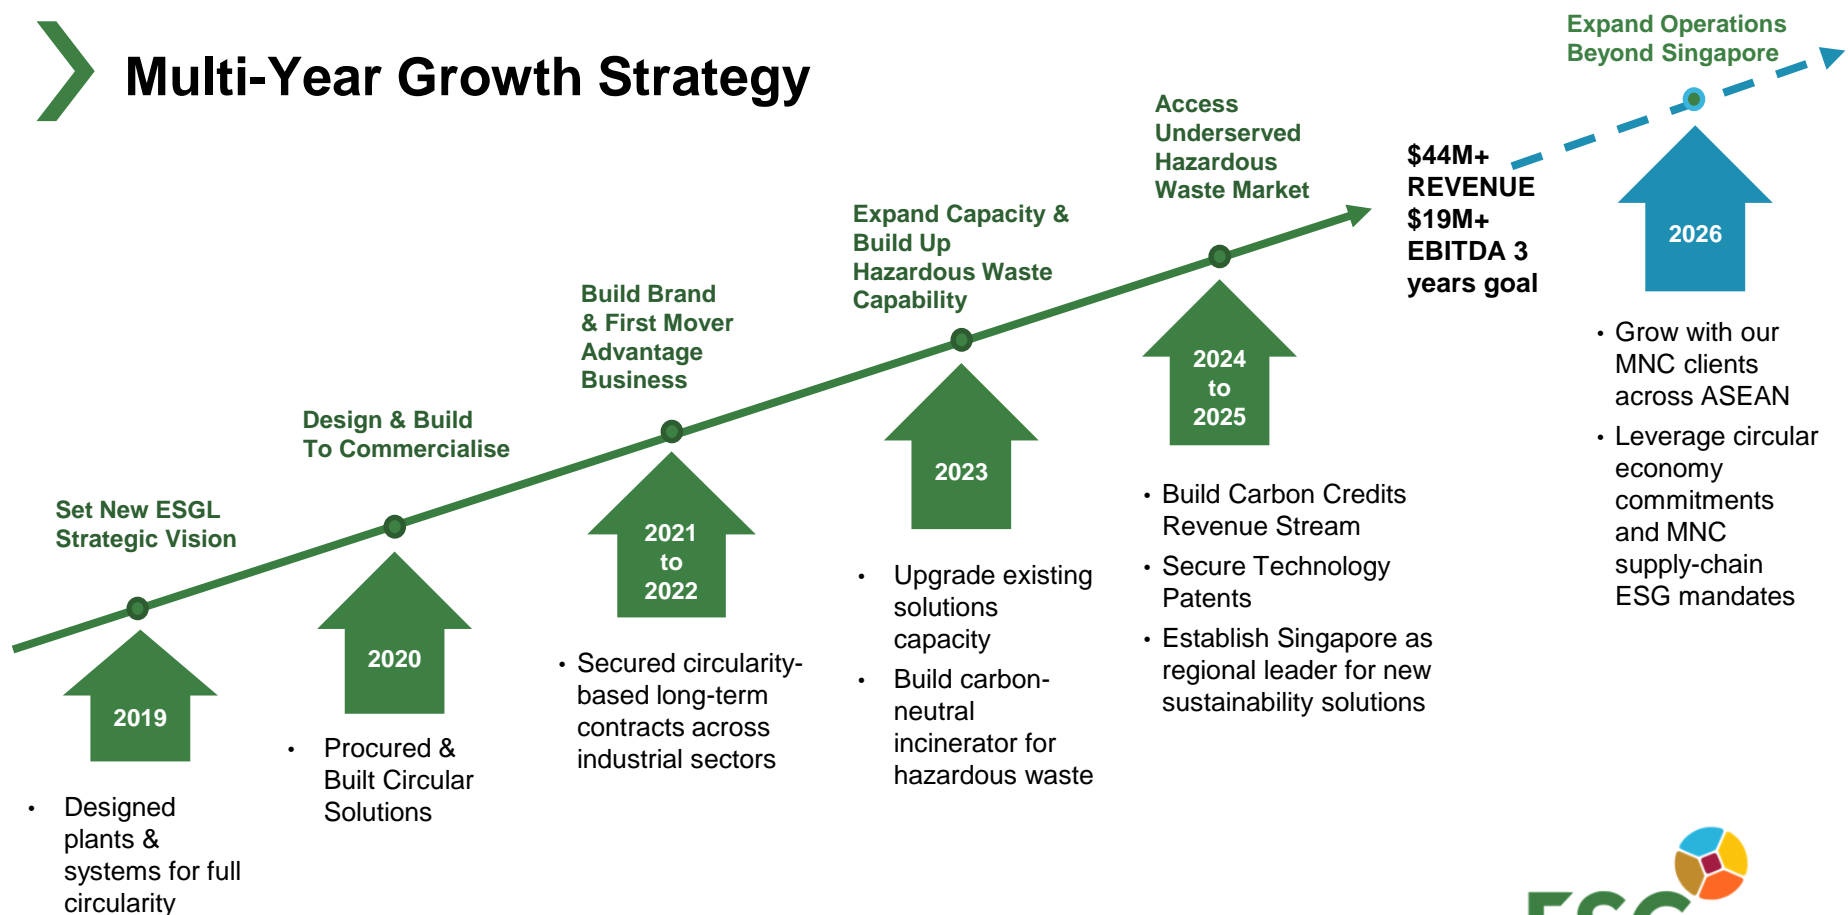 Multi-Year Growth Strategy
Set New ESGL
Strategic Vision
2019
• Designed
plants &
systems for full
circularity
Design & Build
To Commercialise
2020
• Procured &
Built Circular
Solutions
Build Brand
& First Mover
Advantage
Business
2021
to
2022
• Secured circularity-
based long-term
contracts across
industrial sectors
Expand Capacity &
Build Up
Hazardous Waste
Capability
2023
• Upgrade existing
solutions
capacity
• Build carbon-
neutral
incinerator for
hazardous waste
Access
Underserved
Hazardous
Waste Market
2024
to
2025
• Build Carbon Credits
Revenue Stream
• Secure Technology
Patents
• Establish Singapore as
regional leader for new
sustainability solutions
$44M+
REVENUE
$19M+
EBITDA 3
years goal
Expand Operations
Beyond Singapore
2026
• Grow with our
MNC clients
across ASEAN
• Leverage circular
economy
commitments
and MNC
supply-chain
ESG mandates
ESG